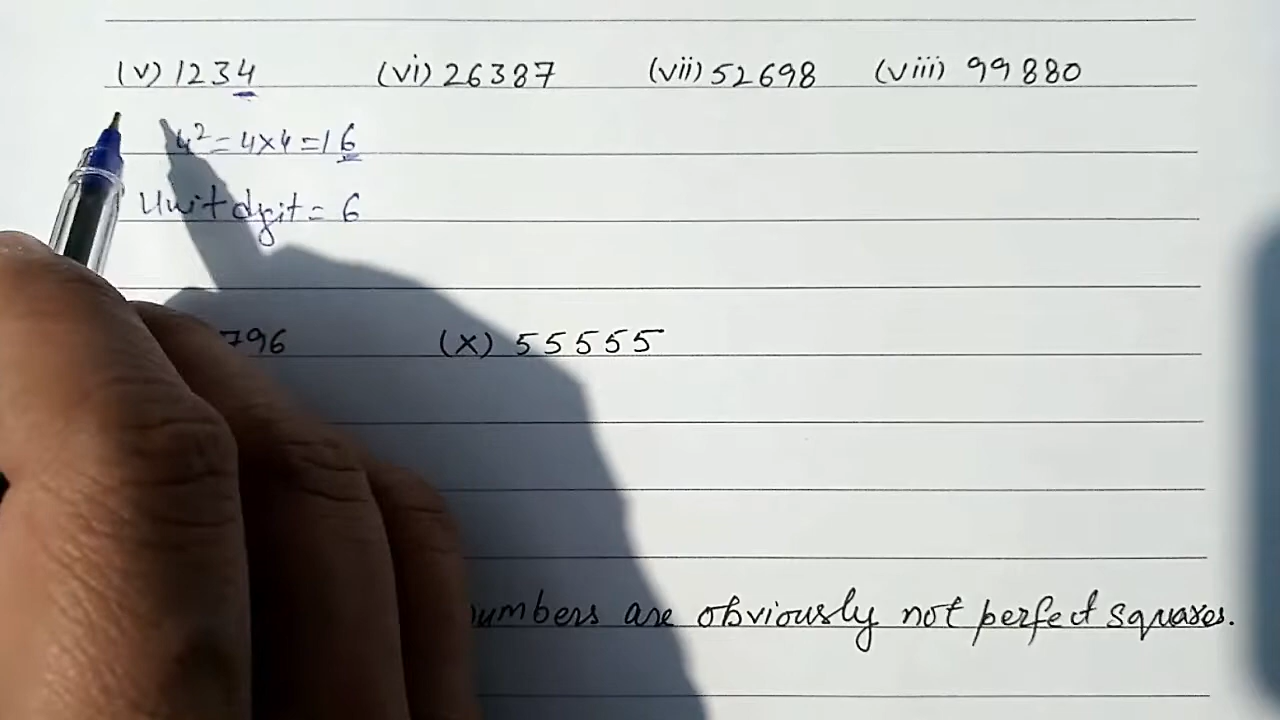 (v) 1234 (vi) 26387 (vii) 52698 (viii) 99880
4² = 4×4 = 16
Unit digit = 6
796 (x) 55555
numbers are obviously not perfect squares.